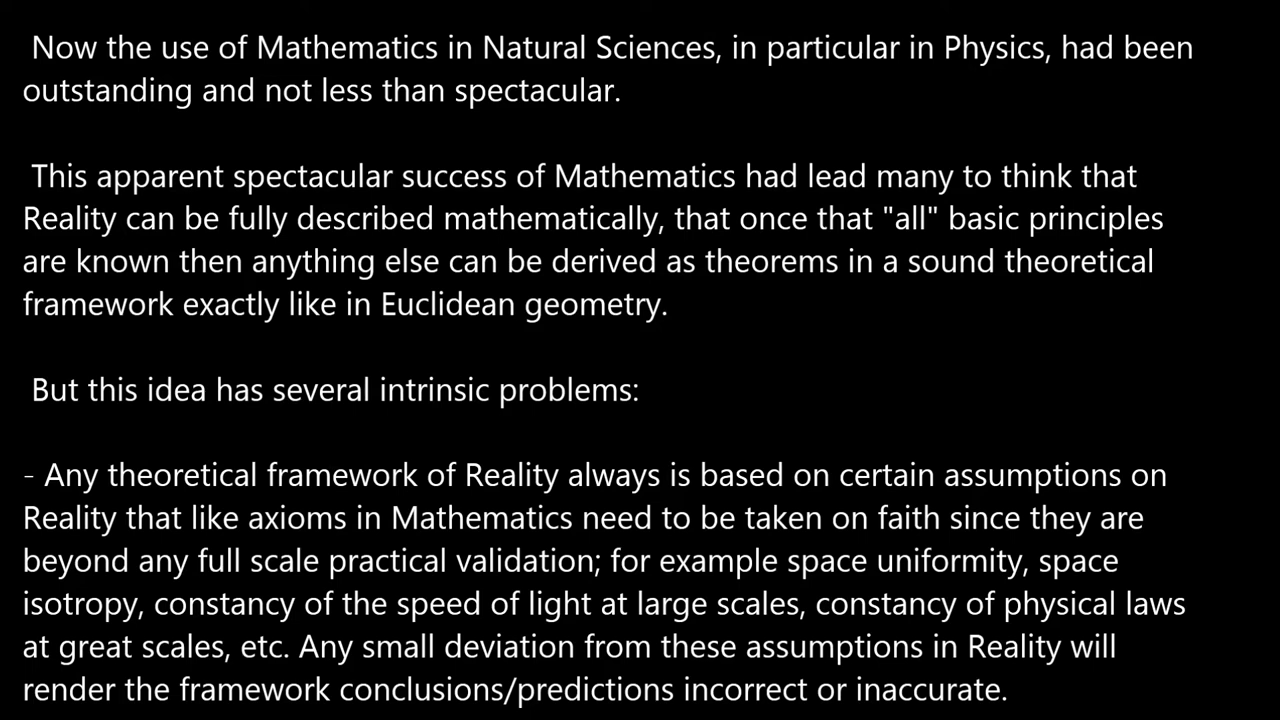 Now the use of Mathematics in Natural Sciences, in particular in Physics, had been
outstanding and not less than spectacular.
This apparent spectacular success of Mathematics had lead many to think that
Reality can be fully described mathematically, that once that "all" basic principles
are known then anything else can be derived as theorems in a sound theoretical
framework exactly like in Euclidean geometry.
But this idea has several intrinsic problems:
- Any theoretical framework of Reality always is based on certain assumptions on
Reality that like axioms in Mathematics need to be taken on faith since they are
beyond any full scale practical validation; for example space uniformity, space
isotropy, constancy of the speed of light at large scales, constancy of physical laws
at great scales, etc. Any small deviation from these assumptions in Reality will
render the framework conclusions/predictions incorrect or inaccurate.